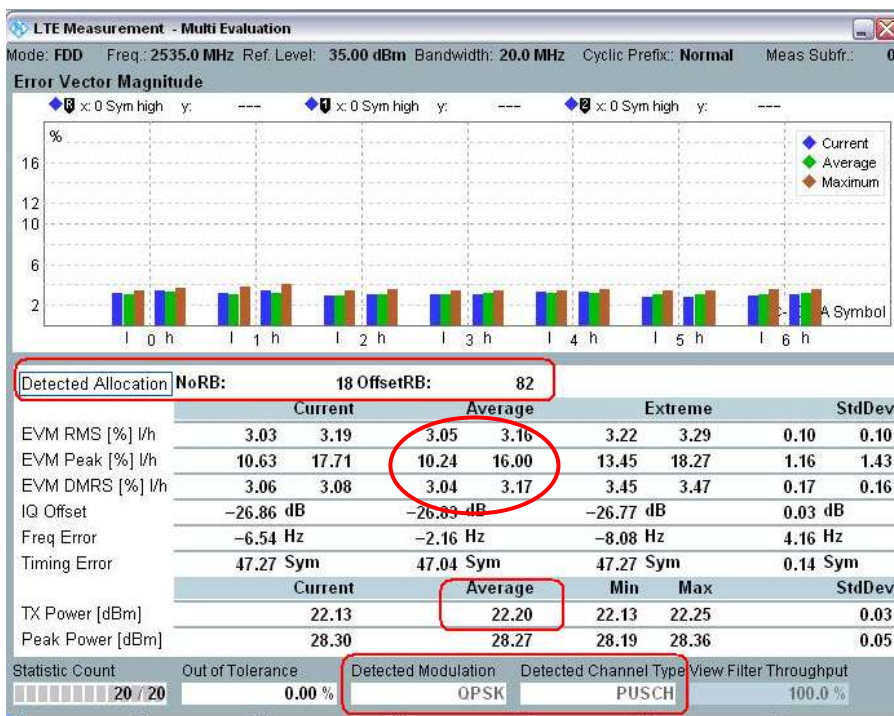 LTE Measurement - Multi Evaluation
Mode: FDD Freq.: 2535.0 MHz Ref. Level: 35.00 dBm Bandwidth: 20.0 MHz Cyclic Prefix: Normal Meas Subfr.: 0
Error Vector Magnitude
R x: 0 Sym high y: --- 1 x: 0 Sym high y: --- 2 x: 0 Sym high y: ---
%
Current
Average
Maximum
16
12
10
6
2
A Symbol
l 0 h l 1 h l 2 h l 3 h l 4 h l 5 h l 6 h
Detected Allocation NoRB: 18 OffsetRB: 82
Current Average Extreme StdDev
EVM RMS [%] l/h 3.03 3.19 3.05 3.16 3.22 3.29 0.10 0.10
EVM Peak [%] l/h 10.63 17.71 10.24 16.00 13.45 18.27 1.16 1.43
EVM DMRS [%] l/h 3.06 3.08 3.04 3.17 3.45 3.47 0.17 0.16
IQ Offset -26.86 dB -26.83 dB -26.77 dB 0.03 dB
Freq Error -6.54 Hz -2.16 Hz -8.08 Hz 4.16 Hz
Timing Error 47.27 Sym 47.04 Sym 47.27 Sym 0.14 Sym
Current Average Min Max StdDev
TX Power [dBm] 22.13 22.20 22.13 22.25 0.03
Peak Power [dBm] 28.30 28.27 28.19 28.36 0.05
Statistic Count Out of Tolerance Detected Modulation Detected Channel Type View Filter Throughput
20 / 20 0.00 % QPSK PUSCH 100.0 %